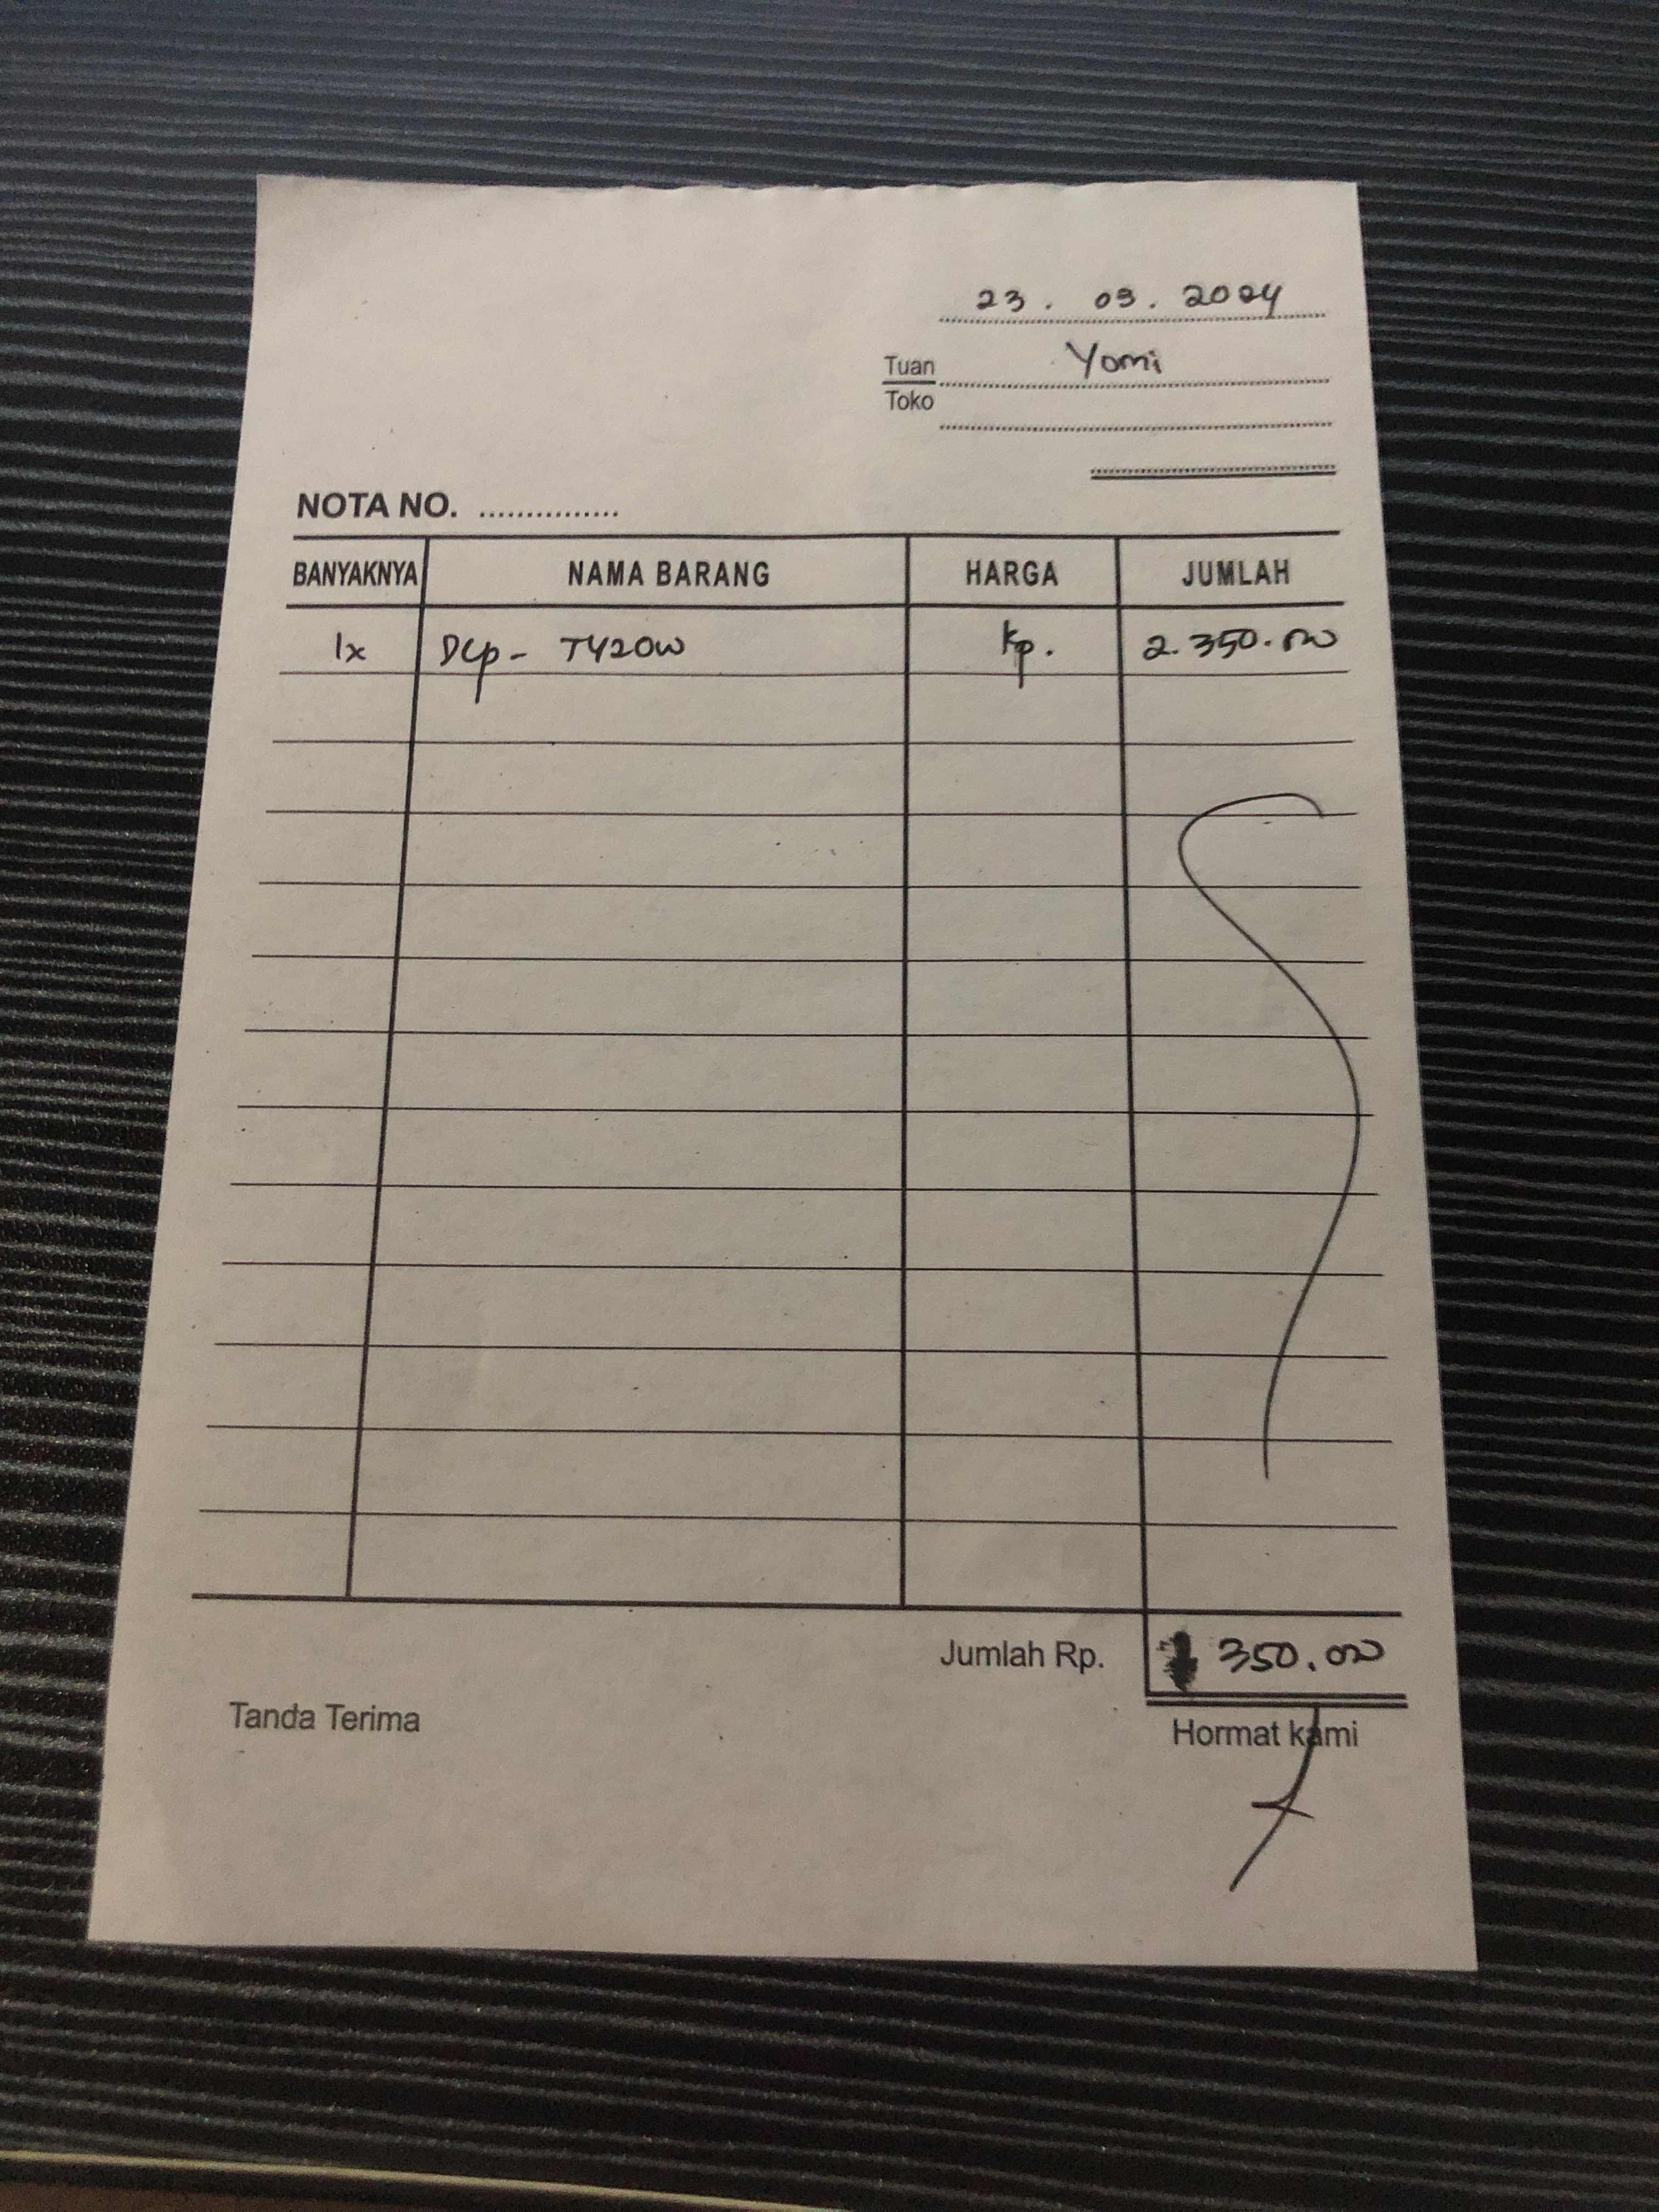 23. 09. 2024
Tuan Yomi
Toko
NOTA NO. ...............
BANYAKNYA NAMA BARANG HARGA JUMLAH
1x Dcp- T420w Rp. 2.350.000
Jumlah Rp. 350.000
Tanda Terima Hormat kami